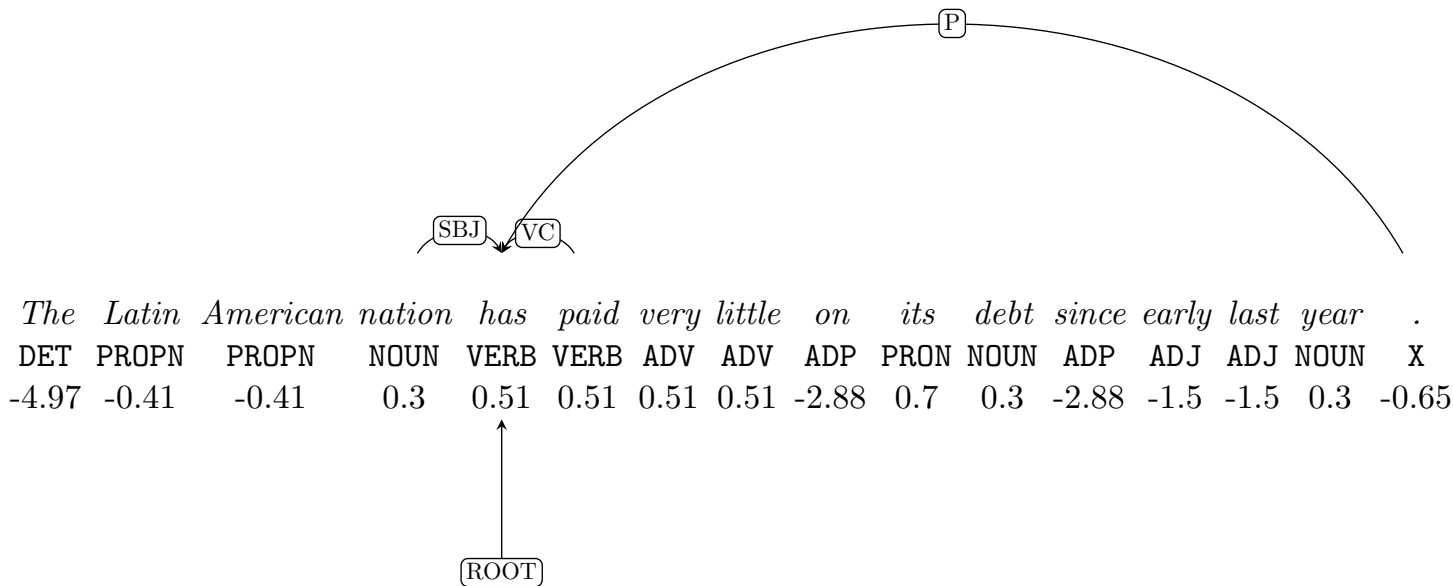 P
SBJ VC
The Latin American nation has paid very little on its debt since early last year .
DET PROPN PROPN NOUN VERB VERB ADV ADV ADP PRON NOUN ADP ADJ ADJ NOUN X
-4.97 -0.41 -0.41 0.3 0.51 0.51 0.51 0.51 -2.88 0.7 0.3 -2.88 -1.5 -1.5 0.3 -0.65
ROOT